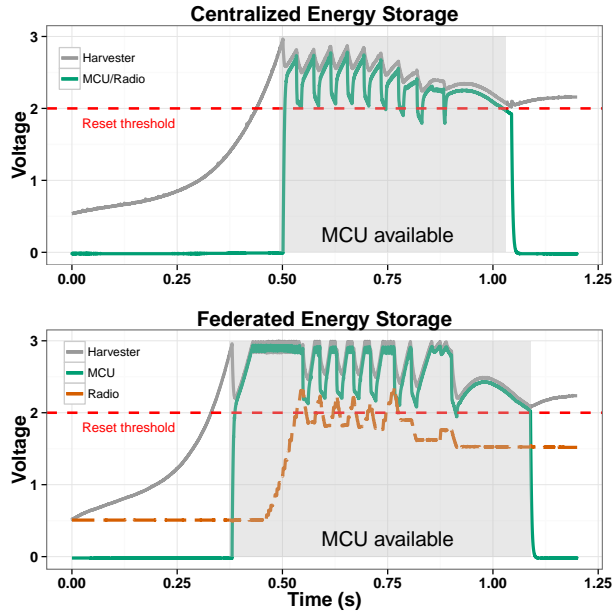 Centralized Energy Storage
3
Harvester
MCU/Radio
2
Reset threshold
Voltage
1
MCU available
0
0.00 0.25 0.50 0.75 1.00 1.25
Federated Energy Storage
3
Harvester
MCU
Radio
2
Reset threshold
Voltage
1
MCU available
0
0.00 0.25 0.50 0.75 1.00 1.25
Time (s)